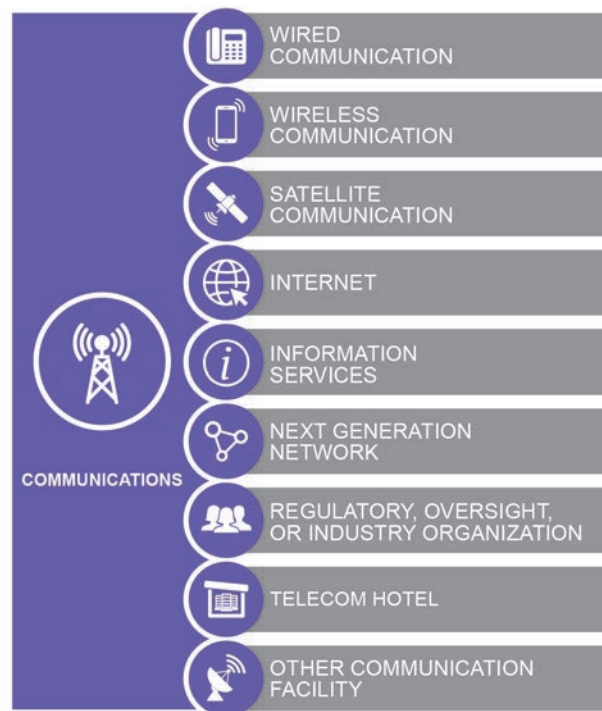 WIRED
COMMUNICATION
WIRELESS
COMMUNICATION
SATELLITE
COMMUNICATION
INTERNET
INFORMATION
SERVICES
NEXT GENERATION
NETWORK
COMMUNICATIONS
REGULATORY, OVERSIGHT,
OR INDUSTRY ORGANIZATION
TELECOM HOTEL
OTHER COMMUNICATION
FACILITY